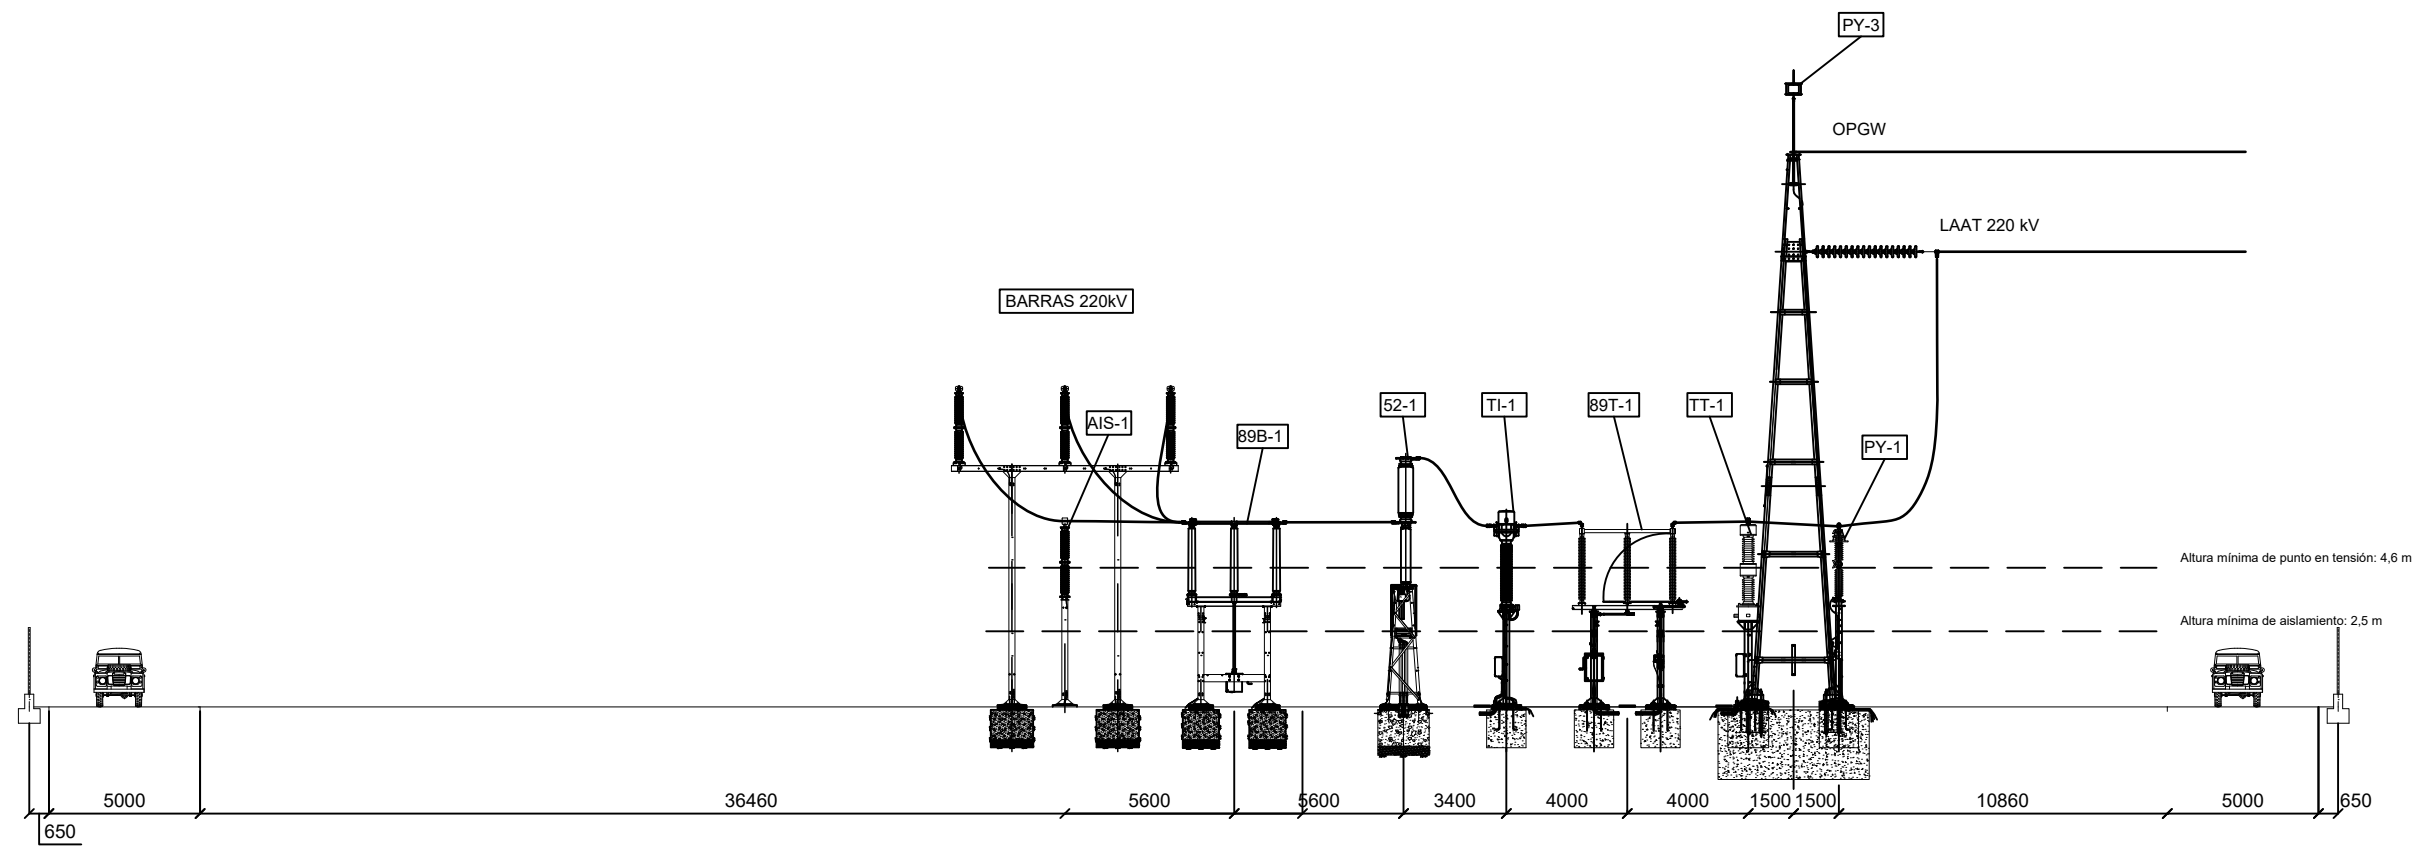 PY-3
OPGW
LAAT 220 kV
BARRAS 220kV
AIS-1
89B-1
52-1
TI-1
89T-1
TT-1
PY-1
Altura mínima de punto en tensión: 4,6 m
Altura mínima de aislamiento: 2,5 m
5000
36460
5600
5600
3400
4000
4000
1500
1500
10860
5000
650
650